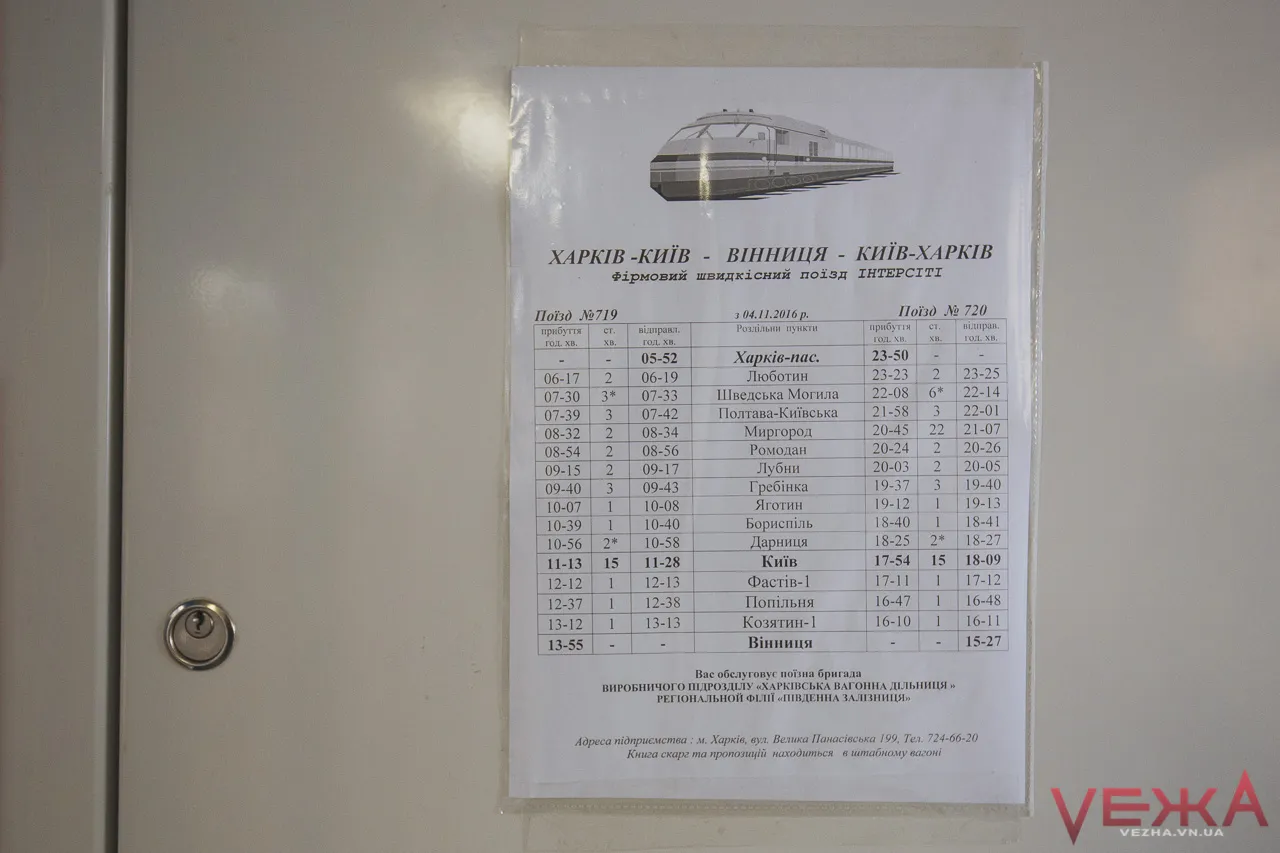 ХАРКІВ -КИЇВ - ВІННИЦЯ - КИЇВ-ХАРКІВ
Фірмовий швидкісний поїзд ІНТЕРСІТІ
Поїзд №719 з 04.11.2016 р. Поїзд № 720
прибуття ст. відправл. Роздільни пункти прибуття ст. відправ.
год. хв. хв. год. хв. год. хв. хв. год. хв.
- - 05-52 Харків-пас. 23-50 - -
06-17 2 06-19 Люботин 23-23 2 23-25
07-30 3* 07-33 Шведська Могила 22-08 6* 22-14
07-39 3 07-42 Полтава-Київська 21-58 3 22-01
08-32 2 08-34 Миргород 20-45 22 21-07
08-54 2 08-56 Ромодан 20-24 2 20-26
09-15 2 09-17 Лубни 20-03 2 20-05
09-40 3 09-43 Гребінка 19-37 3 19-40
10-07 1 10-08 Яготин 19-12 1 19-13
10-39 1 10-40 Бориспіль 18-40 1 18-41
10-56 2* 10-58 Дарниця 18-25 2* 18-27
11-13 15 11-28 Київ 17-54 15 18-09
12-12 1 12-13 Фастів-1 17-11 1 17-12
12-37 1 12-38 Попільня 16-47 1 16-48
13-12 1 13-13 Козятин-1 16-10 1 16-11
13-55 - - Вінниця - - 15-27
Вас обслуговує поїзна бригада
ВИРОБНИЧОГО ПІДРОЗДІЛУ «ХАРКІВСЬКА ВАГОННА ДІЛЬНИЦЯ »
РЕГІОНАЛЬНОЇ ФІЛІЇ «ПІВДЕННА ЗАЛІЗНИЦЯ»
Адреса підприємства : м. Харків, вул. Велика Панасівська 199, Тел. 724-66-20
Книга скарг та пропозицій находиться в штабному вагоні
VЕЖА
VEZHA.VN.UA